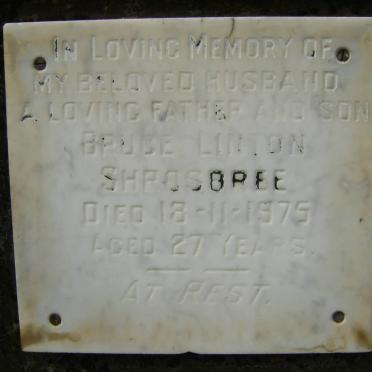 In Loving Memory of
my beloved husband
a loving father and son
Bruce Linton
Shrosbree
Died 18-11-1975
Aged 27 Years.
At Rest.